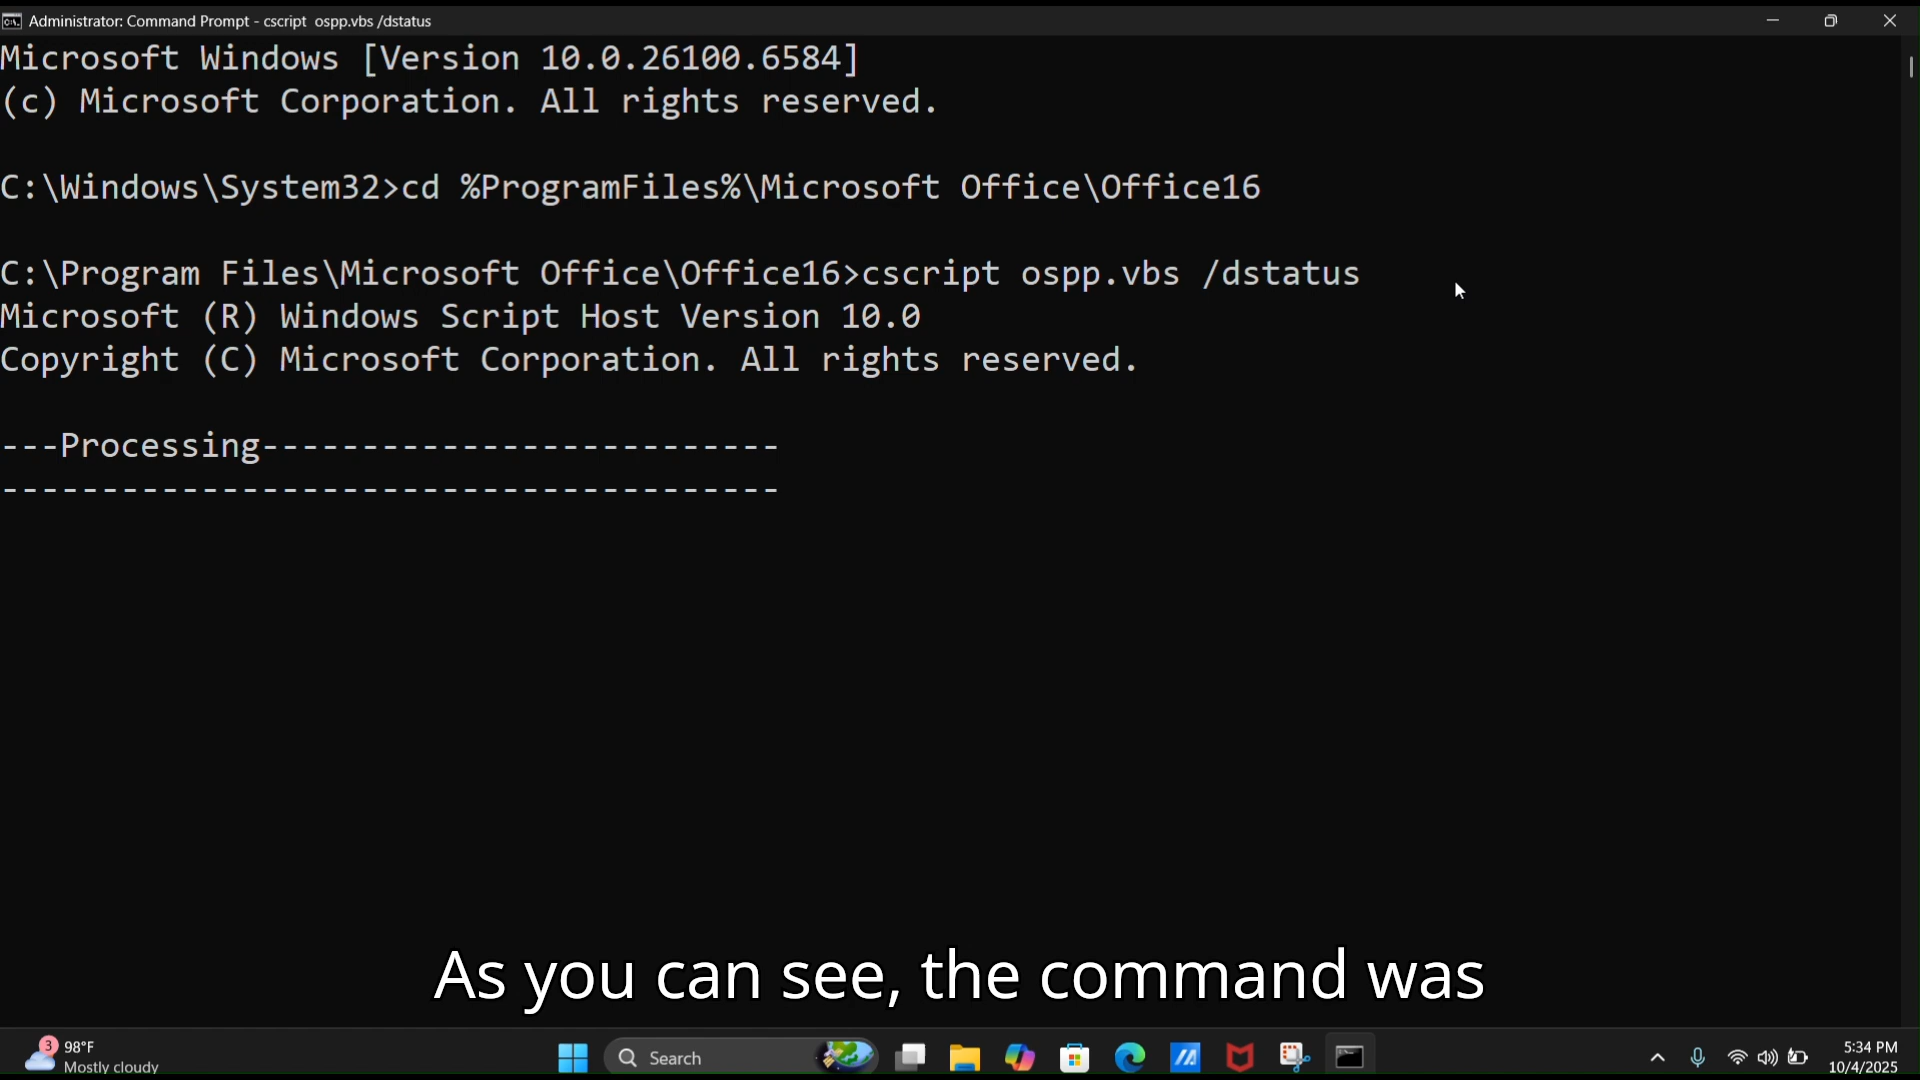 Administrator: Command Prompt - cscript ospp.vbs /dstatus
Microsoft Windows [Version 10.0.26100.6584]
(c) Microsoft Corporation. All rights reserved.
C:\Windows\System32>cd %ProgramFiles%\Microsoft Office\Office16
C:\Program Files\Microsoft Office\Office16>cscript ospp.vbs /dstatus
Microsoft (R) Windows Script Host Version 10.0
Copyright (C) Microsoft Corporation. All rights reserved.
---Processing--------------------------
---------------------------------------
As you can see, the command was
3
98°F
Mostly cloudy
Search
5:34 PM
10/4/2025